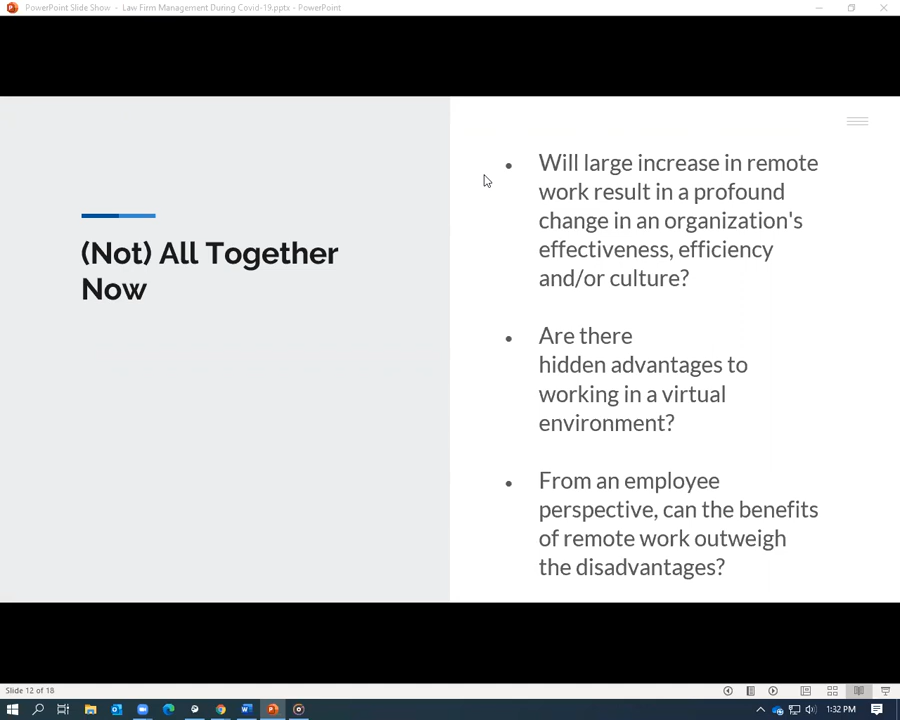 PowerPoint Slide Show - Law Firm Management During Covid-19.pptx - PowerPoint
(Not) All Together
Now
• Will large increase in remote
work result in a profound
change in an organization's
effectiveness, efficiency
and/or culture?
• Are there
hidden advantages to
working in a virtual
environment?
• From an employee
perspective, can the benefits
of remote work outweigh
the disadvantages?
Slide 12 of 18
1:32 PM